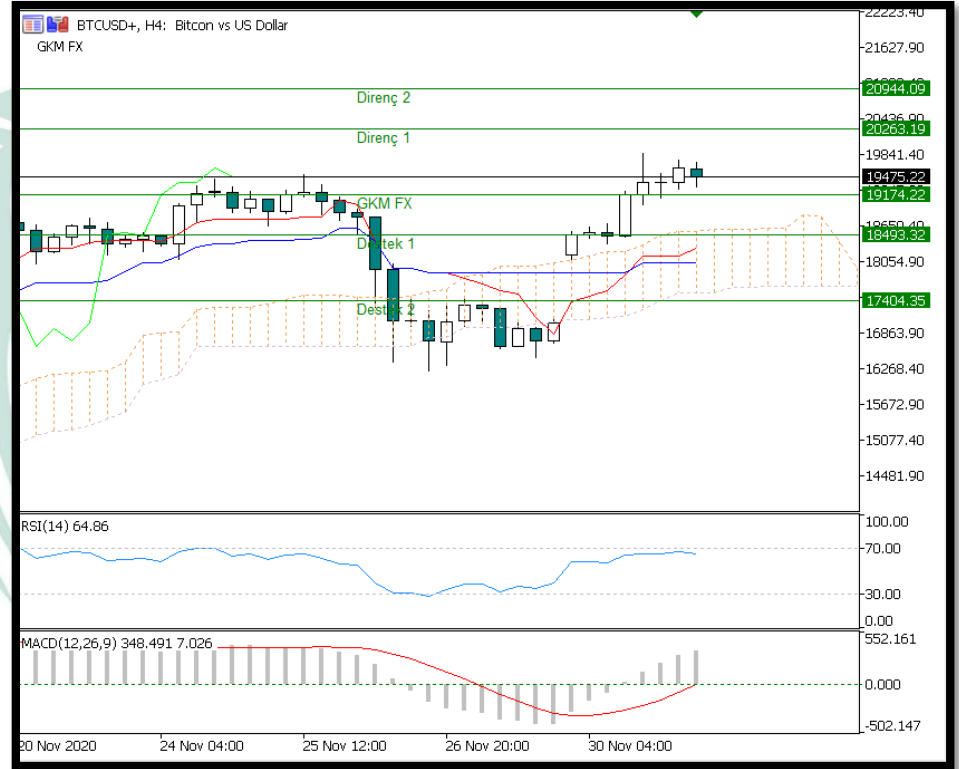 BTCUSD+, H4: Bitcon vs US Dollar
GKM FX
22223.40
21627.90
Direnç 2
20944.09
20436.90
Direnç 1
20263.19
19841.40
19475.22
GKM FX
19174.22
18659.40
Destek 1
18493.32
18054.90
Destek 2
17404.35
16863.90
16268.40
15672.90
15077.40
14481.90
RSI(14) 64.86
100.00
70.00
30.00
0.00
MACD(12,26,9) 348.491 7.026
552.161
0.000
-502.147
20 Nov 2020
24 Nov 04:00
25 Nov 12:00
26 Nov 20:00
30 Nov 04:00